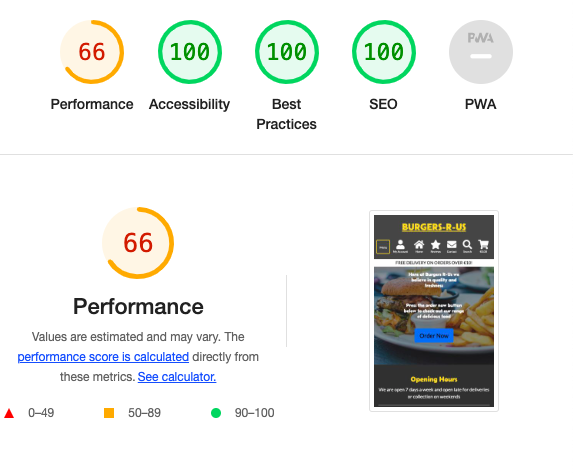 66
100
100
100
PWA
Performance
Accessibility
Best
Practices
SEO
PWA
66
Performance
Values are estimated and may vary. The
performance score is calculated directly from
these metrics. See calculator.
0–49
50–89
90–100
BURGERS-R-US
Home
Search
FREE DELIVERY ON ORDERS OVER
Here at Burgers R-Us we
believe in quality and
freshness.
Press the order now button
below to check out our range
of delicious food
Order Now
Opening Hours
We are open 7 days a week and open late for deliveries
or collection on weekends